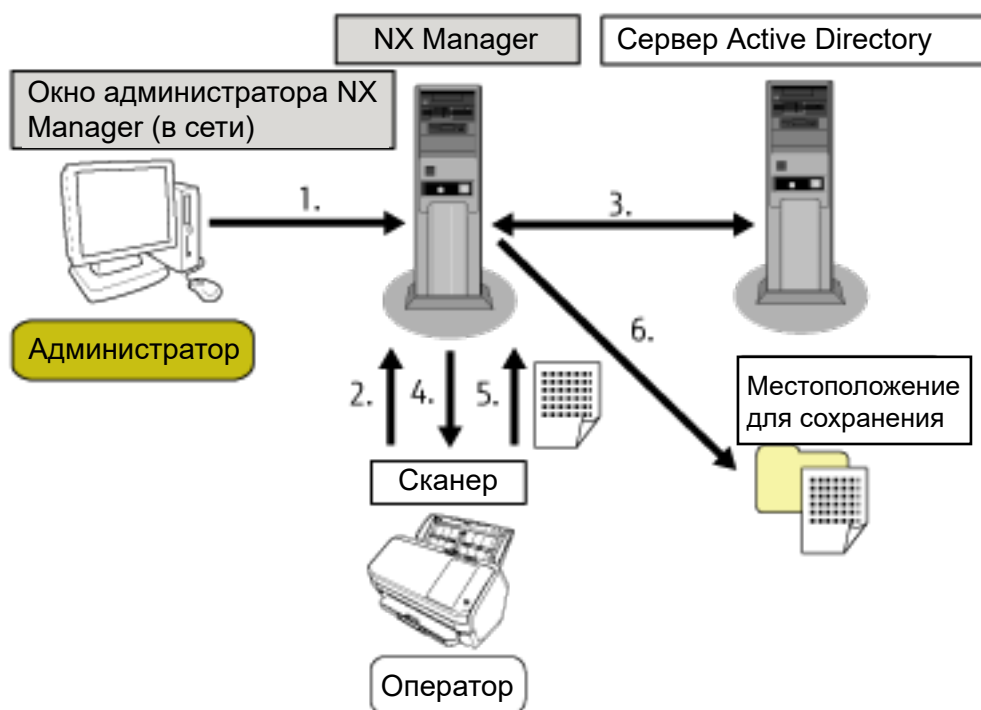 NX Manager
Сервер Active Directory
Окно администратора NX
Manager (в сети)
1.
3.
Администратор
6.
2.
4.
5.
Местоположение
для сохранения
Сканер
Оператор